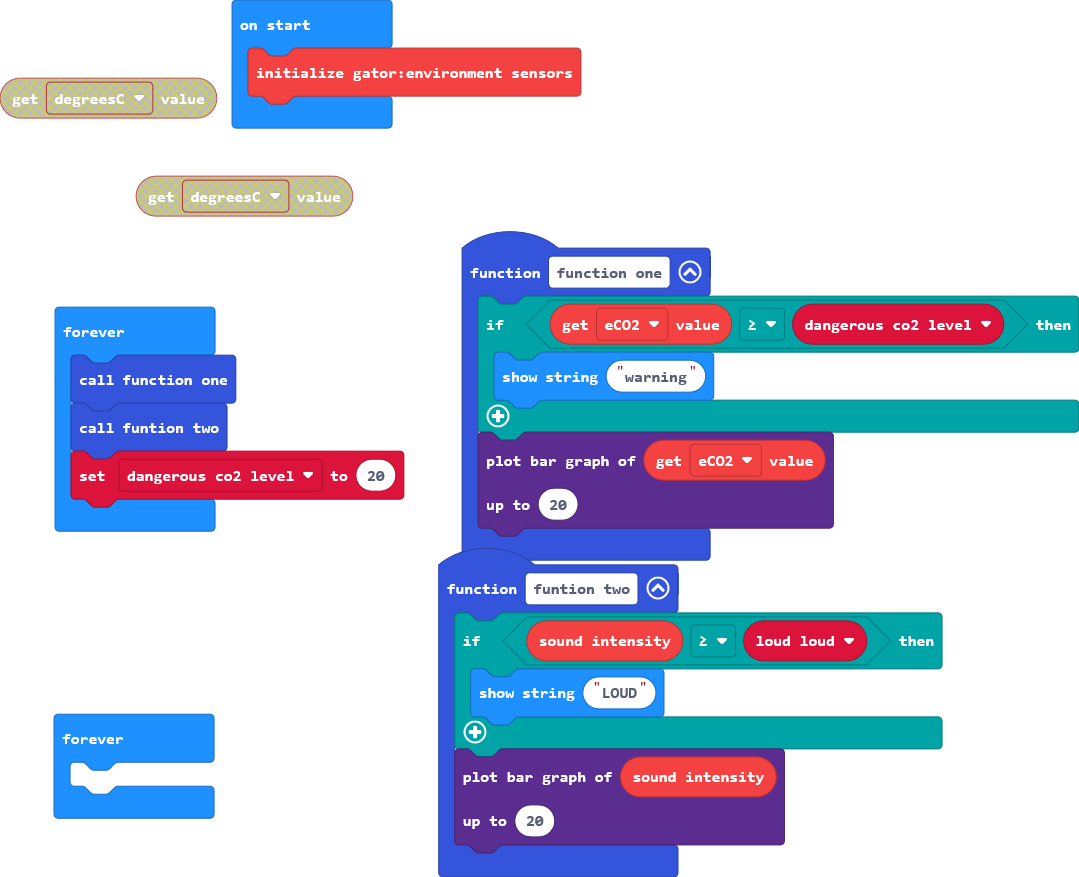 on start
initialize gator:environment sensors
get degreesC value
get degreesC value
function function one
if get eCO2 value ≥ dangerous co2 level then
show string "warning"
plot bar graph of get eCO2 value
up to 20
forever
call function one
call funtion two
set dangerous co2 level to 20
function funtion two
if sound intensity ≥ loud loud then
show string "LOUD"
plot bar graph of sound intensity
up to 20
forever